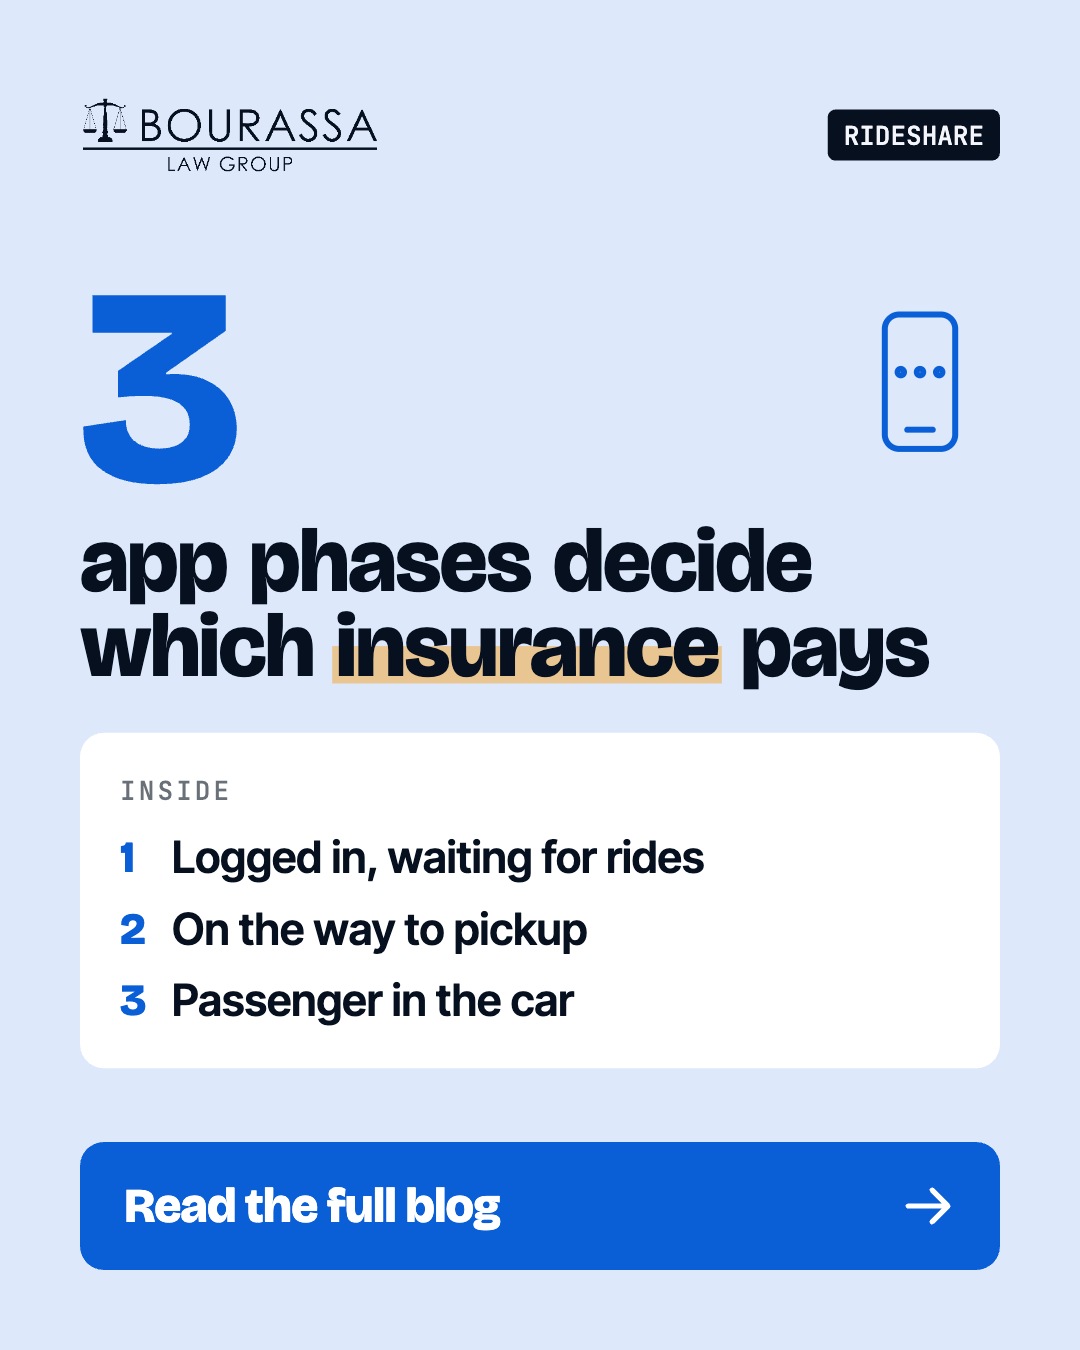 BOURASSA
LAW GROUP
RIDESHARE
3
app phases decide
which insurance pays
INSIDE
1 Logged in, waiting for rides
2 On the way to pickup
3 Passenger in the car
Read the full blog